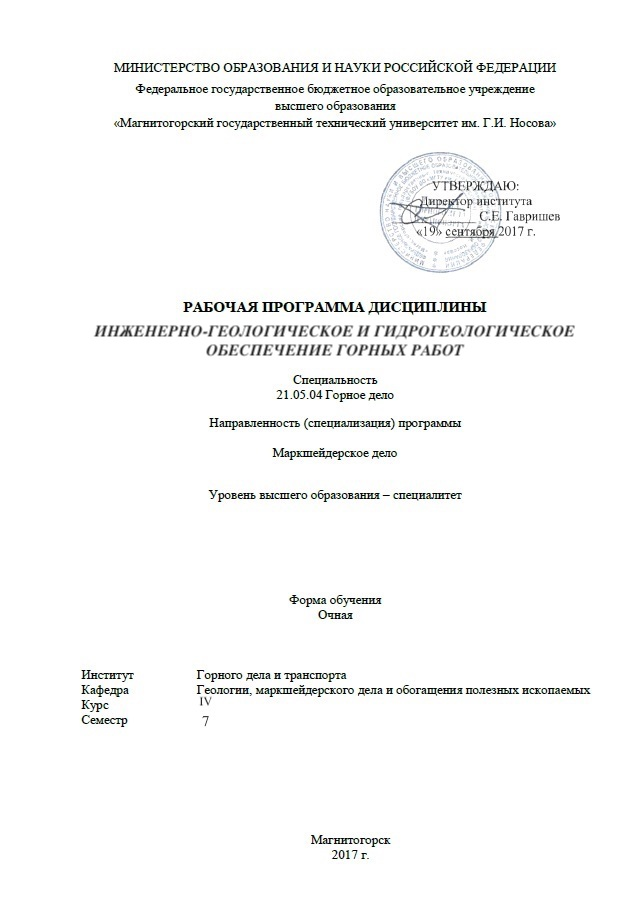 МИНИСТЕРСТВО ОБРАЗОВАНИЯ И НАУКИ РОССИЙСКОЙ ФЕДЕРАЦИИ
Федеральное государственное бюджетное образовательное учреждение
высшего образования
«Магнитогорский государственный технический университет им. Г.И. Носова»
УТВЕРЖДАЮ:
Директор института
С.Е. Гавришев
«19» сентября 2017 г.
РАБОЧАЯ ПРОГРАММА ДИСЦИПЛИНЫ
ИНЖЕНЕРНО-ГЕОЛОГИЧЕСКОЕ И ГИДРОГЕОЛОГИЧЕСКОЕ
ОБЕСПЕЧЕНИЕ ГОРНЫХ РАБОТ
Специальность
21.05.04 Горное дело
Направленность (специализация) программы
Маркшейдерское дело
Уровень высшего образования – специалитет
Форма обучения
Очная
Институт Горного дела и транспорта
Кафедра Геологии, маркшейдерского дела и обогащения полезных ископаемых
Курс IV
Семестр 7
Магнитогорск
2017 г.